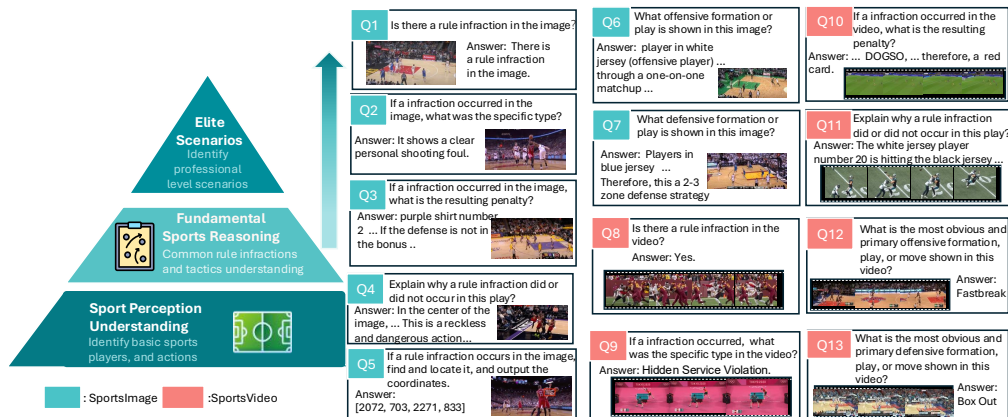 Elite
Scenarios
Identify
professional
level scenarios
Fundamental
Sports Reasoning
Common rule infractions
and tactics understanding
Sport Perception
Understanding
Identify basic sports
players, and actions
: SportsImage
: SportsVideo
Q1
Is there a rule infraction in the image?
Answer: There is
a rule infraction
in the image.
Q2
If a infraction occurred in the
image, what was the specific type?
Answer: It shows a clear
personal shooting foul.
Q3
If a infraction occurred in the image,
what is the resulting penalty?
Answer: purple shirt number
2 ... If the defense is not in
the bonus ..
Q4
Explain why a rule infraction did or
did not occur in this play?
Answer: In the center of the
image, ... This is a reckless
and dangerous action...
Q5
If a rule infraction occurs in the image,
find and locate it, and output the
coordinates.
Answer:
[2072, 703, 2271, 833]
Q6
What offensive formation or
play is shown in this image?
Answer: player in white
jersey (offensive player) ...
through a one-on-one
matchup ...
Q7
What defensive formation or
play is shown in this image?
Answer: Players in
blue jersey ...
Therefore, this a 2-3
zone defense strategy
Q8
Is there a rule infraction in the
video?
Answer: Yes.
Q9
If a infraction occurred, what
was the specific type in the video?
Answer: Hidden Service Violation.
Q10
If a infraction occurred in the
video, what is the resulting
penalty?
Answer: ... DOGSO, ... therefore, a red
card.
Q11
Explain why a rule infraction
did or did not occur in this play?
Answer: The white jersey player
number 20 is hitting the black jersey ...
Q12
What is the most obvious and
primary offensive formation,
play, or move shown in this
video?
Answer:
Fastbreak
Q13
What is the most obvious and
primary defensive formation,
play, or move shown in this
video?
Answer:
Box Out